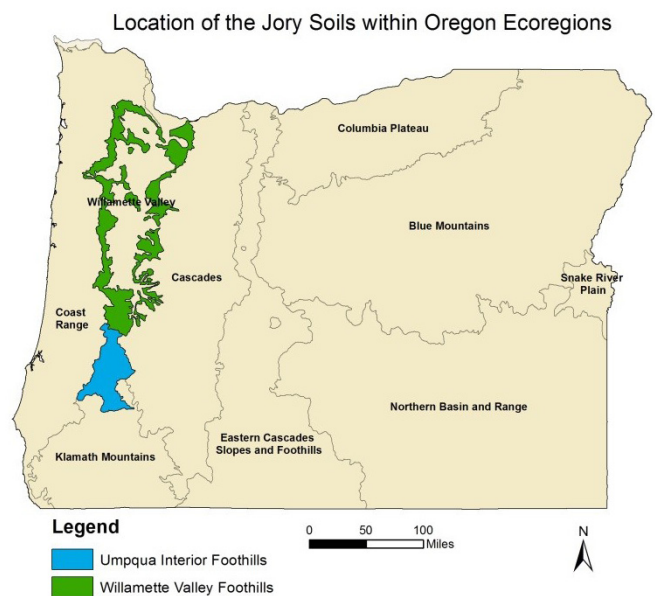 Location of the Jory Soils within Oregon Ecoregions
Columbia Plateau
Willamette Valley
Blue Mountains
Cascades
Snake River
Plain
Coast
Range
Northern Basin and Range
Eastern Cascades
Slopes and Foothills
Klamath Mountains
Legend
Umpqua Interior Foothills
Willamette Valley Foothills
0 50 100
Miles
N